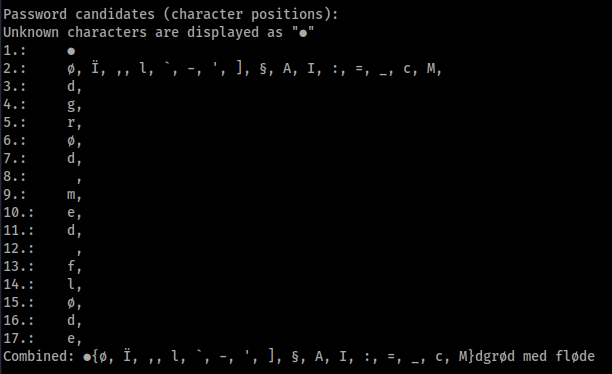 Password candidates (character positions):
Unknown characters are displayed as "●"
1.: ●
2.: ø, Ï, ,, l, `, -, ', ], §, A, I, :, =, _, c, M,
3.: d,
4.: g,
5.: r,
6.: ø,
7.: d,
8.:  ,
9.: m,
10.: e,
11.: d,
12.:  ,
13.: f,
14.: l,
15.: ø,
16.: d,
17.: e,
Combined: ●{ø, Ï, ,, l, `, -, ', ], §, A, I, :, =, _, c, M}dgrød med fløde